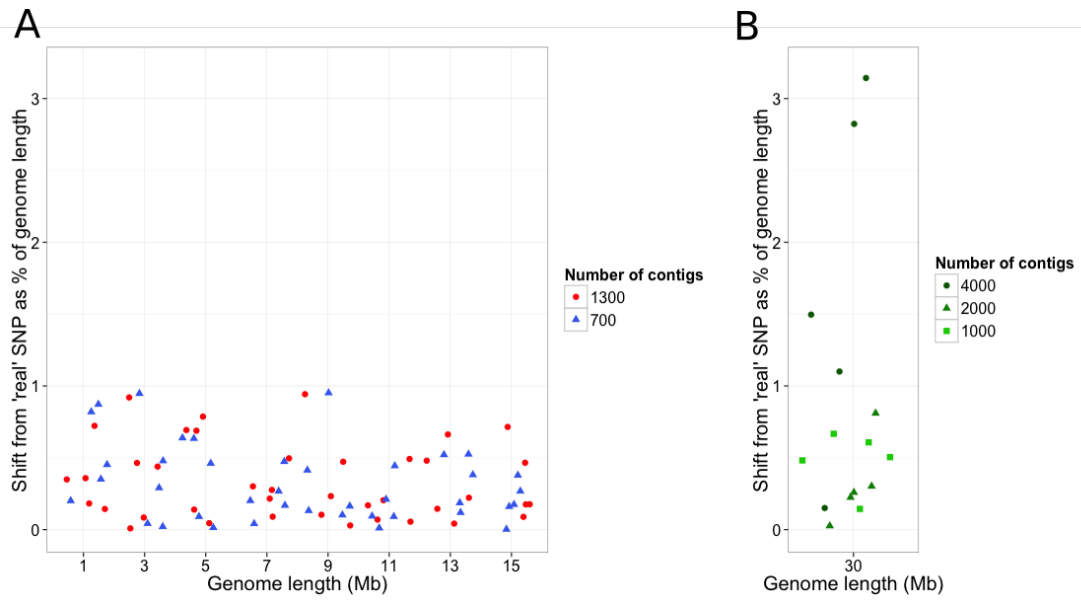 A
Shift from 'real' SNP as % of genome length
3
2
1
0
1 3 5 7 9 11 13 15
Genome length (Mb)
Number of contigs
1300
700
B
Shift from 'real' SNP as % of genome length
3
2
1
0
30
Genome length (Mb)
Number of contigs
4000
2000
1000